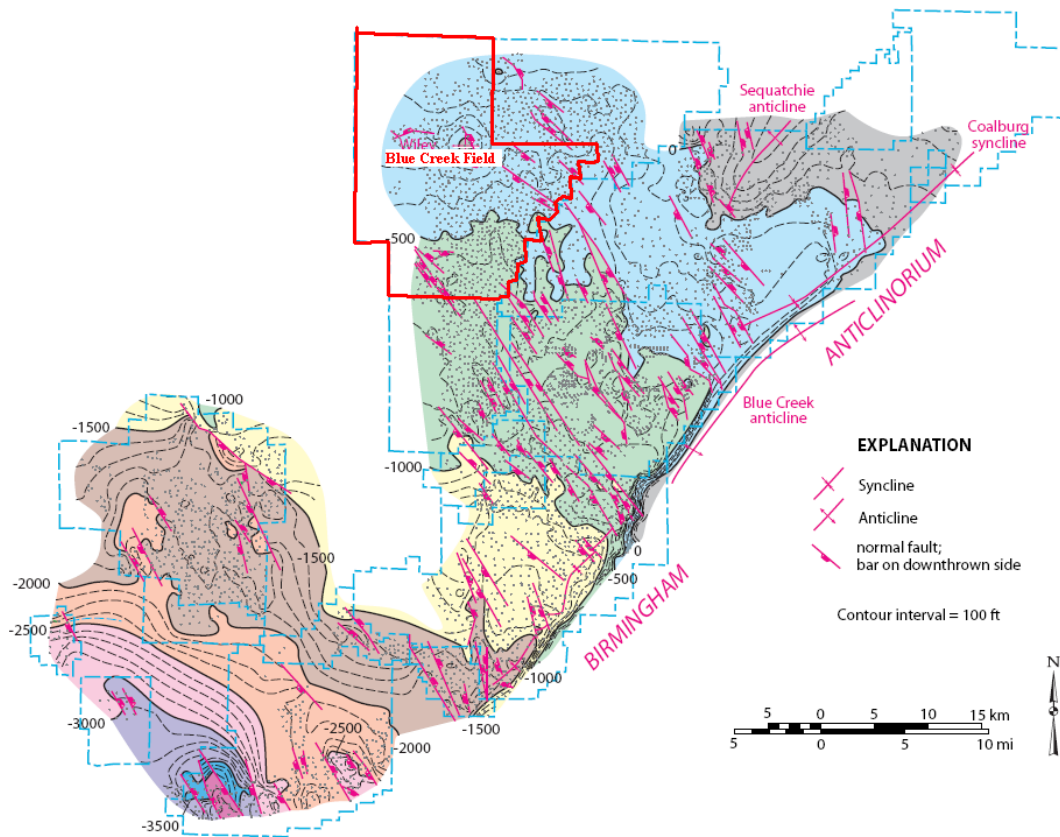 Sequatchie
anticline
Coalburg
syncline
0
Blue Creek Field
-500
ANTICLINORIUM
Blue Creek
anticline
-1000
-1500
-1000
EXPLANATION
Syncline
Anticline
normal fault;
bar on downthrown side
Contour interval = 100 ft
0
-500
-1500
-2000
-2500
BIRMINGHAM
-1000
-1500
-3000
-2500
-2000
-3500
N
5 0 5 10 15 km
5 0 5 10 mi